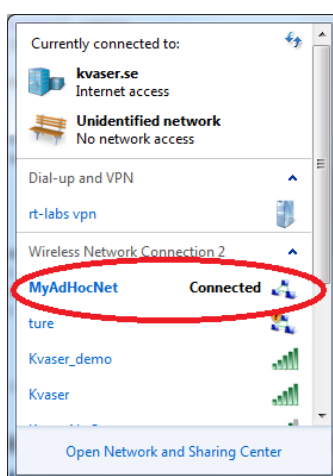 Currently connected to:
kvaser.se
Internet access
Unidentified network
No network access
Dial-up and VPN
rt-labs vpn
Wireless Network Connection 2
MyAdHocNet Connected
ture
Kvaser_demo
Kvaser
Open Network and Sharing Center